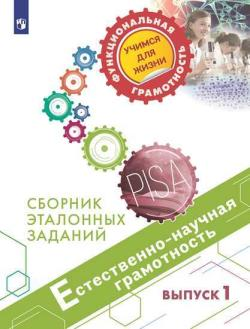 ФУНКЦИОНАЛЬНАЯ
УЧИМСЯ ДЛЯ
ЖИЗНИ
ГРАМОТНОСТЬ
PISA
СБОРНИК
ЭТАЛОННЫХ
ЗАДАНИЙ
Естественно-научная
грамотность
ВЫПУСК 1